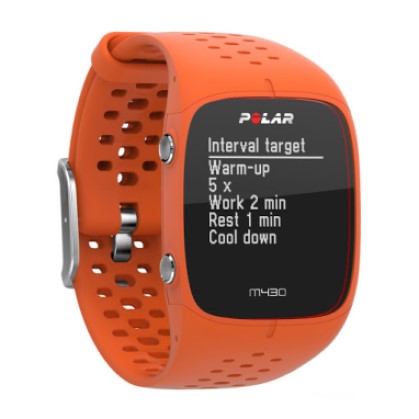 POLAR
Interval target
Warm-up
5 x
Work 2 min
Rest 1 min
Cool down
M430